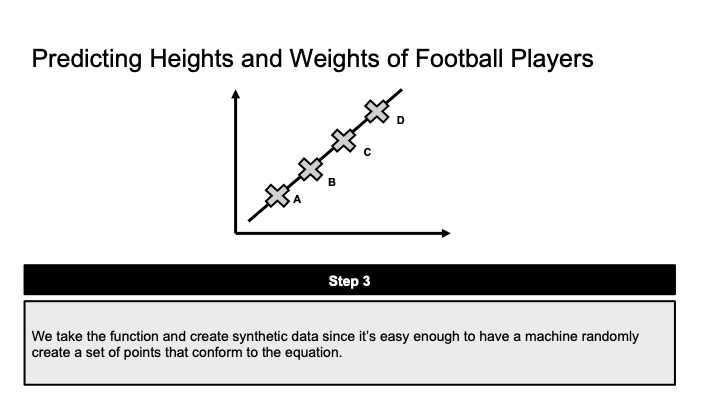 Predicting Heights and Weights of Football Players
D
C
B
A
Step 3
We take the function and create synthetic data since it's easy enough to have a machine randomly
create a set of points that conform to the equation.